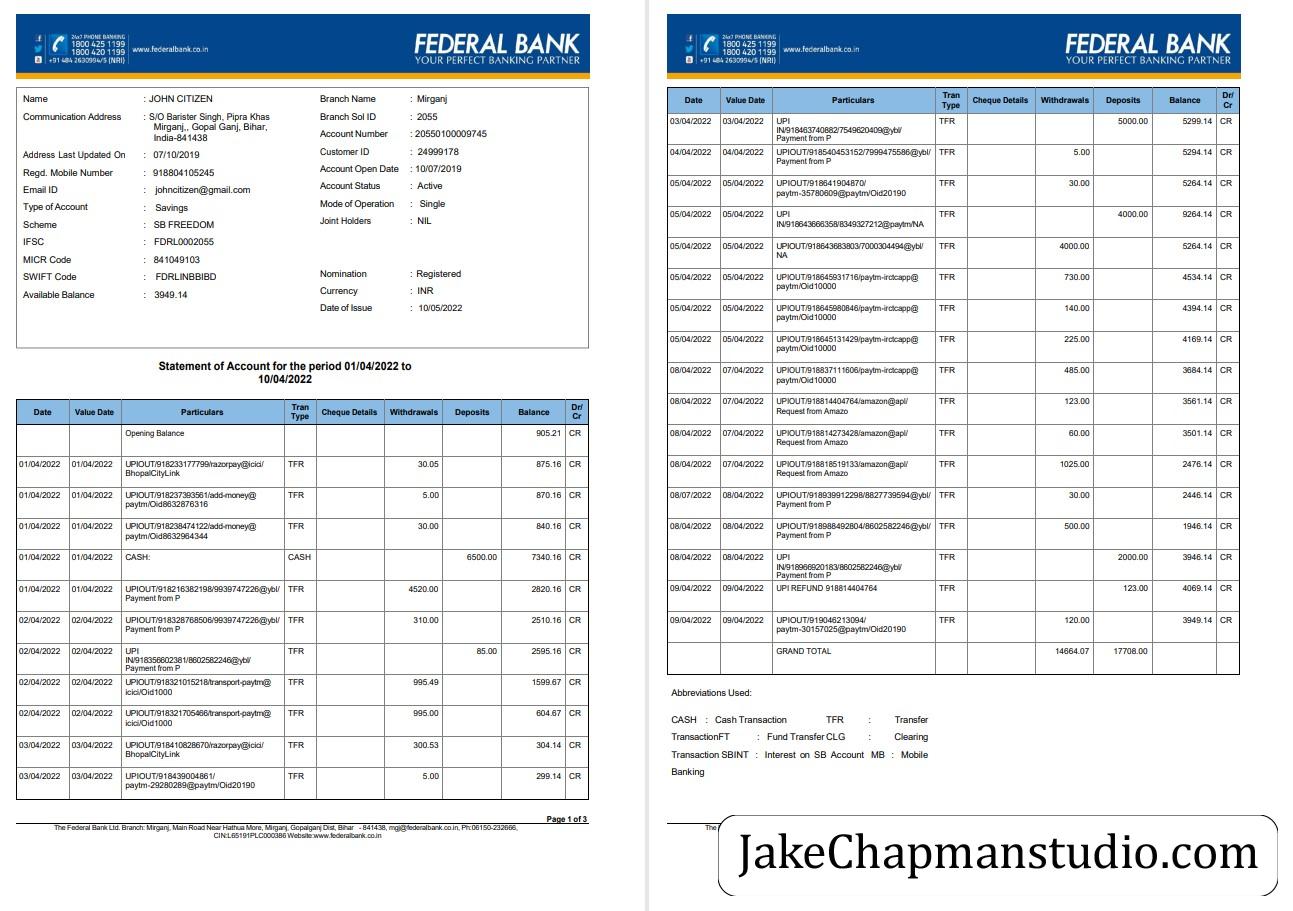 24x7 PHONE BANKING
1800 425 1199
1800 420 1199
+91 484 2630994/5 (NRI)
www.federalbank.co.in
FEDERAL BANK
YOUR PERFECT BANKING PARTNER
Name : JOHN CITIZEN
Communication Address : S/O Barister Singh, Pipra Khas
Mirganj,, Gopal Ganj, Bihar,
India-841438
Address Last Updated On : 07/10/2019
Regd. Mobile Number : 918804105245
Email ID : johncitizen@gmail.com
Type of Account : Savings
Scheme : SB FREEDOM
IFSC : FDRL0002055
MICR Code : 841049103
SWIFT Code : FDRLINBBIBD
Available Balance : 3949.14
Branch Name : Mirganj
Branch Sol ID : 2055
Account Number : 20550100009745
Customer ID : 24999178
Account Open Date : 10/07/2019
Account Status : Active
Mode of Operation : Single
Joint Holders : NIL
Nomination : Registered
Currency : INR
Date of Issue : 10/05/2022
Statement of Account for the period 01/04/2022 to
10/04/2022
Date Value Date Particulars Tran Type Cheque Details Withdrawals Deposits Balance Dr/ Cr
Opening Balance 905.21 CR
01/04/2022 01/04/2022 UPIOUT/918233177799/razorpay@icici/ TFR 30.05 875.16 CR
BhopalCityLink
01/04/2022 01/04/2022 UPIOUT/918237393561/add-money@ TFR 5.00 870.16 CR
paytm/Oid8632876316
01/04/2022 01/04/2022 UPIOUT/918238474122/add-money@ TFR 30.00 840.16 CR
paytm/Oid8632964344
01/04/2022 01/04/2022 CASH: CASH 6500.00 7340.16 CR
01/04/2022 01/04/2022 UPIOUT/918216382198/9939747226@ybl/ TFR 4520.00 2820.16 CR
Payment from P
02/04/2022 02/04/2022 UPIOUT/918328768506/9939747226@ybl/ TFR 310.00 2510.16 CR
Payment from P
02/04/2022 02/04/2022 UPI TFR 85.00 2595.16 CR
IN/918356602381/8602582246@ybl/
Payment from P
02/04/2022 02/04/2022 UPIOUT/918321015218/transport-paytm@ TFR 995.49 1599.67 CR
icici/Oid1000
02/04/2022 02/04/2022 UPIOUT/918321705466/transport-paytm@ TFR 995.00 604.67 CR
icici/Oid1000
03/04/2022 03/04/2022 UPIOUT/918410828670/razorpay@icici/ TFR 300.53 304.14 CR
BhopalCityLink
03/04/2022 03/04/2022 UPIOUT/918439004861/ TFR 5.00 299.14 CR
paytm-29280289@paytm/Oid20190
Page 1 of 3
The Federal Bank Ltd. Branch: Mirganj, Main Road Near Hathua More, Mirganj, Gopalganj Dist, Bihar - 841438, mgj@federalbank.co.in, Ph:06150-232666,
CIN:L65191PLC000386 Website:www.federalbank.co.in
24x7 PHONE BANKING
1800 425 1199
1800 420 1199
+91 484 2630994/5 (NRI)
www.federalbank.co.in
FEDERAL BANK
YOUR PERFECT BANKING PARTNER
Date Value Date Particulars Tran Type Cheque Details Withdrawals Deposits Balance Dr/ Cr
03/04/2022 03/04/2022 UPI TFR 5000.00 5299.14 CR
IN/918463740882/7549620409@ybl/
Payment from P
04/04/2022 04/04/2022 UPIOUT/918540453152/7999475586@ybl/ TFR 5.00 5294.14 CR
Payment from P
05/04/2022 05/04/2022 UPIOUT/918641904870/ TFR 30.00 5264.14 CR
paytm-35780609@paytm/Oid20190
05/04/2022 05/04/2022 UPI TFR 4000.00 9264.14 CR
IN/918643666358/8349327212@paytm/NA
05/04/2022 05/04/2022 UPIOUT/918643683803/7000304494@ybl/ TFR 4000.00 5264.14 CR
NA
05/04/2022 05/04/2022 UPIOUT/918645931716/paytm-irctcapp@ TFR 730.00 4534.14 CR
paytm/Oid10000
05/04/2022 05/04/2022 UPIOUT/918645980846/paytm-irctcapp@ TFR 140.00 4394.14 CR
paytm/Oid10000
05/04/2022 05/04/2022 UPIOUT/918645131429/paytm-irctcapp@ TFR 225.00 4169.14 CR
paytm/Oid10000
08/04/2022 07/04/2022 UPIOUT/918837111606/paytm-irctcapp@ TFR 485.00 3684.14 CR
paytm/Oid10000
08/04/2022 07/04/2022 UPIOUT/918814404764/amazon@apl/ TFR 123.00 3561.14 CR
Request from Amazo
08/04/2022 07/04/2022 UPIOUT/918814273428/amazon@apl/ TFR 60.00 3501.14 CR
Request from Amazo
08/04/2022 07/04/2022 UPIOUT/918818519133/amazon@apl/ TFR 1025.00 2476.14 CR
Request from Amazo
08/07/2022 08/04/2022 UPIOUT/918939912298/8827739594@ybl/ TFR 30.00 2446.14 CR
Payment from P
08/04/2022 08/04/2022 UPIOUT/918988492804/8602582246@ybl/ TFR 500.00 1946.14 CR
Payment from P
08/04/2022 08/04/2022 UPI TFR 2000.00 3946.14 CR
IN/918966920183/8602582246@ybl/
Payment from P
09/04/2022 09/04/2022 UPI REFUND 918814404764 TFR 123.00 4069.14 CR
09/04/2022 09/04/2022 UPIOUT/919046213094/ TFR 120.00 3949.14 CR
paytm-30157025@paytm/Oid20190
GRAND TOTAL 14664.07 17708.00
Abbreviations Used:
CASH : Cash Transaction TFR : Transfer
TransactionFT : Fund Transfer CLG : Clearing
Transaction SBINT : Interest on SB Account MB : Mobile
Banking
The
JakeChapmanstudio.com